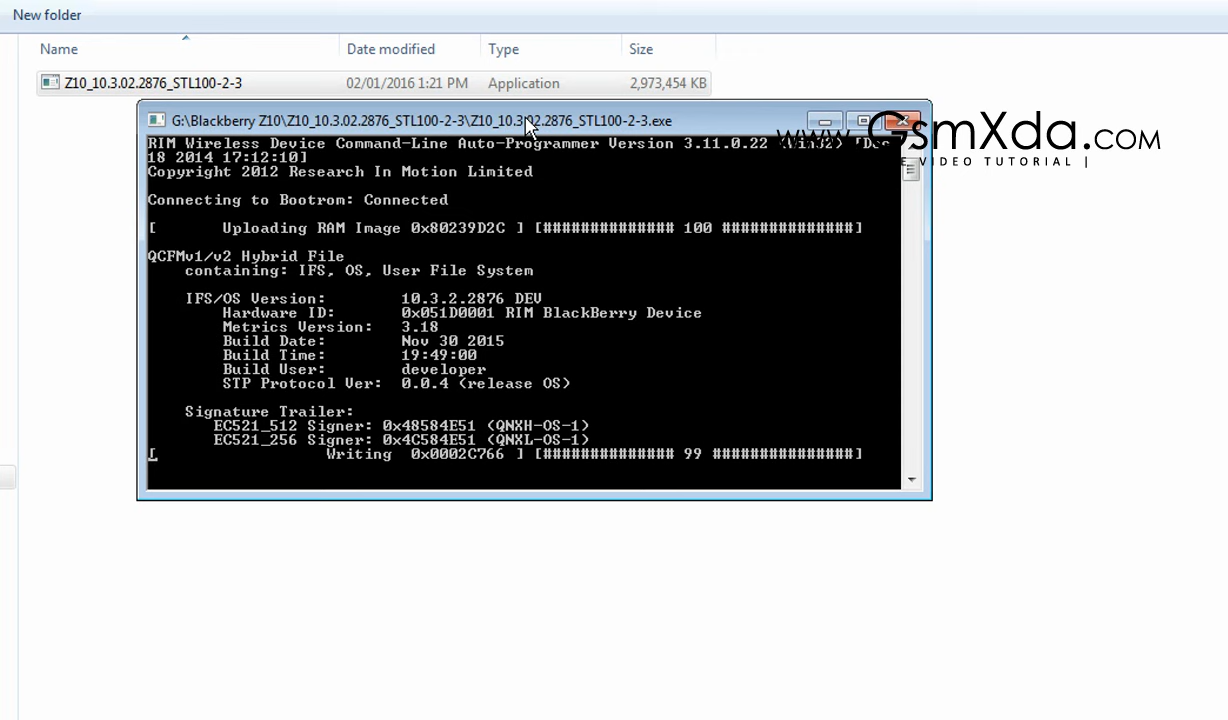 New folder
Name Date modified Type Size
Z10_10.3.02.2876_STL100-2-3 02/01/2016 1:21 PM Application 2,973,454 KB
G:\Blackberry Z10\Z10_10.3.02.2876_STL100-2-3\Z10_10.3.02.2876_STL100-2-3.exe
www.GsmXda.COM
E VIDEO TUTORIAL |
RIM Wireless Device Command-Line Auto-Programmer Version 3.11.0.22 (Win32) [Dec
18 2014 17:12:10]
Copyright 2012 Research In Motion Limited
Connecting to Bootrom: Connected
[ Uploading RAM Image 0x80239D2C ] [############## 100 ##############]
QCFMv1/v2 Hybrid File
containing: IFS, OS, User File System
IFS/OS Version: 10.3.2.2876 DEV
Hardware ID: 0x051D0001 RIM BlackBerry Device
Metrics Version: 3.18
Build Date: Nov 30 2015
Build Time: 19:49:00
Build User: developer
STP Protocol Ver: 0.0.4 (release OS)
Signature Trailer:
EC521_512 Signer: 0x48584E51 (QNXH-OS-1)
EC521_256 Signer: 0x4C584E51 (QNXL-OS-1)
[ Writing 0x0002C766 ] [############## 99 ###############]